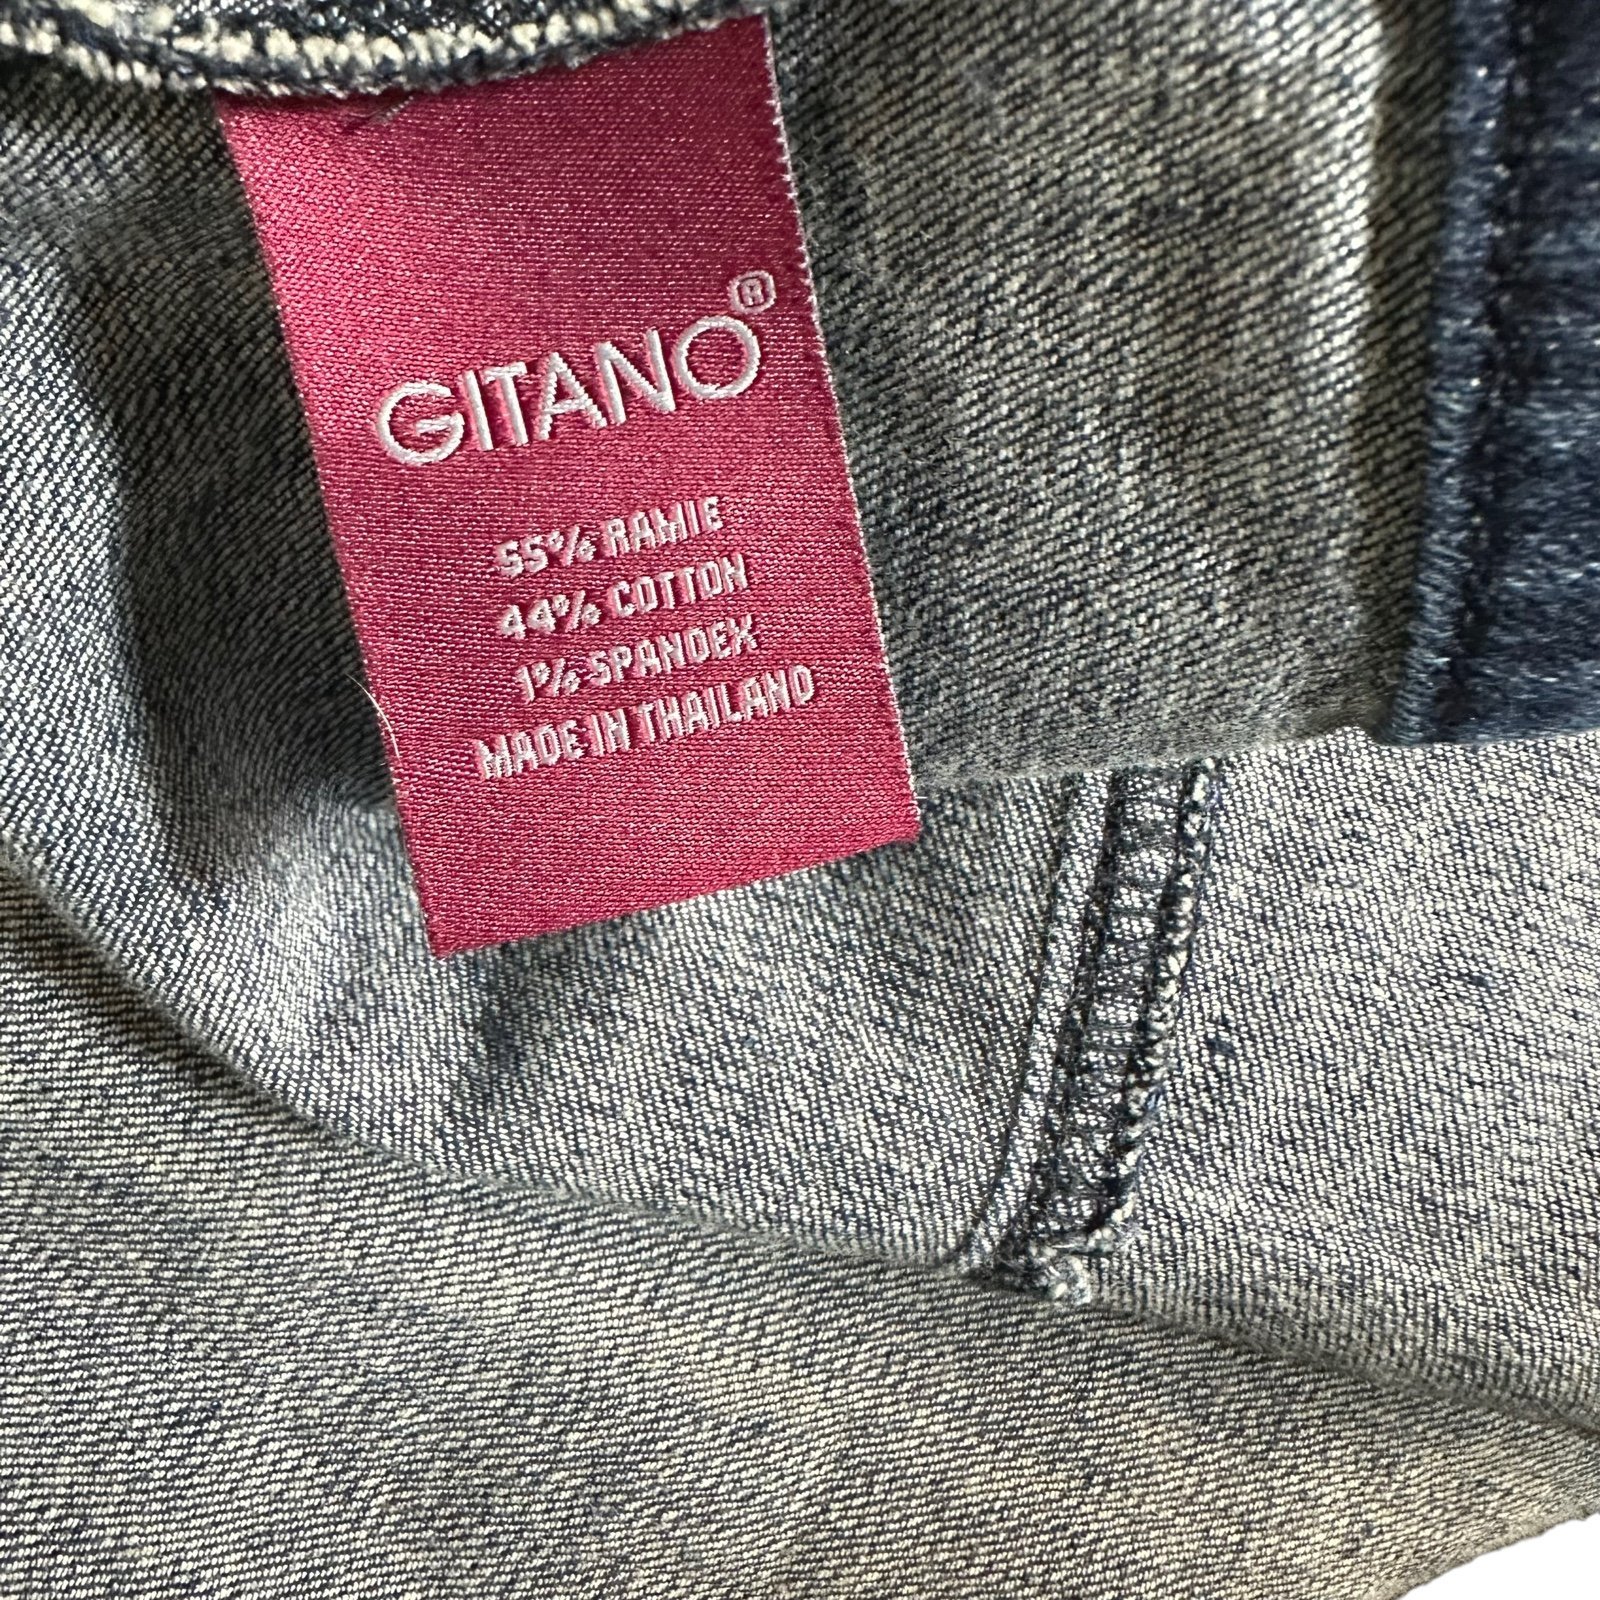 GITANO®
55% RAMIE
44% COTTON
1% SPANDEX
MADE IN THAILAND